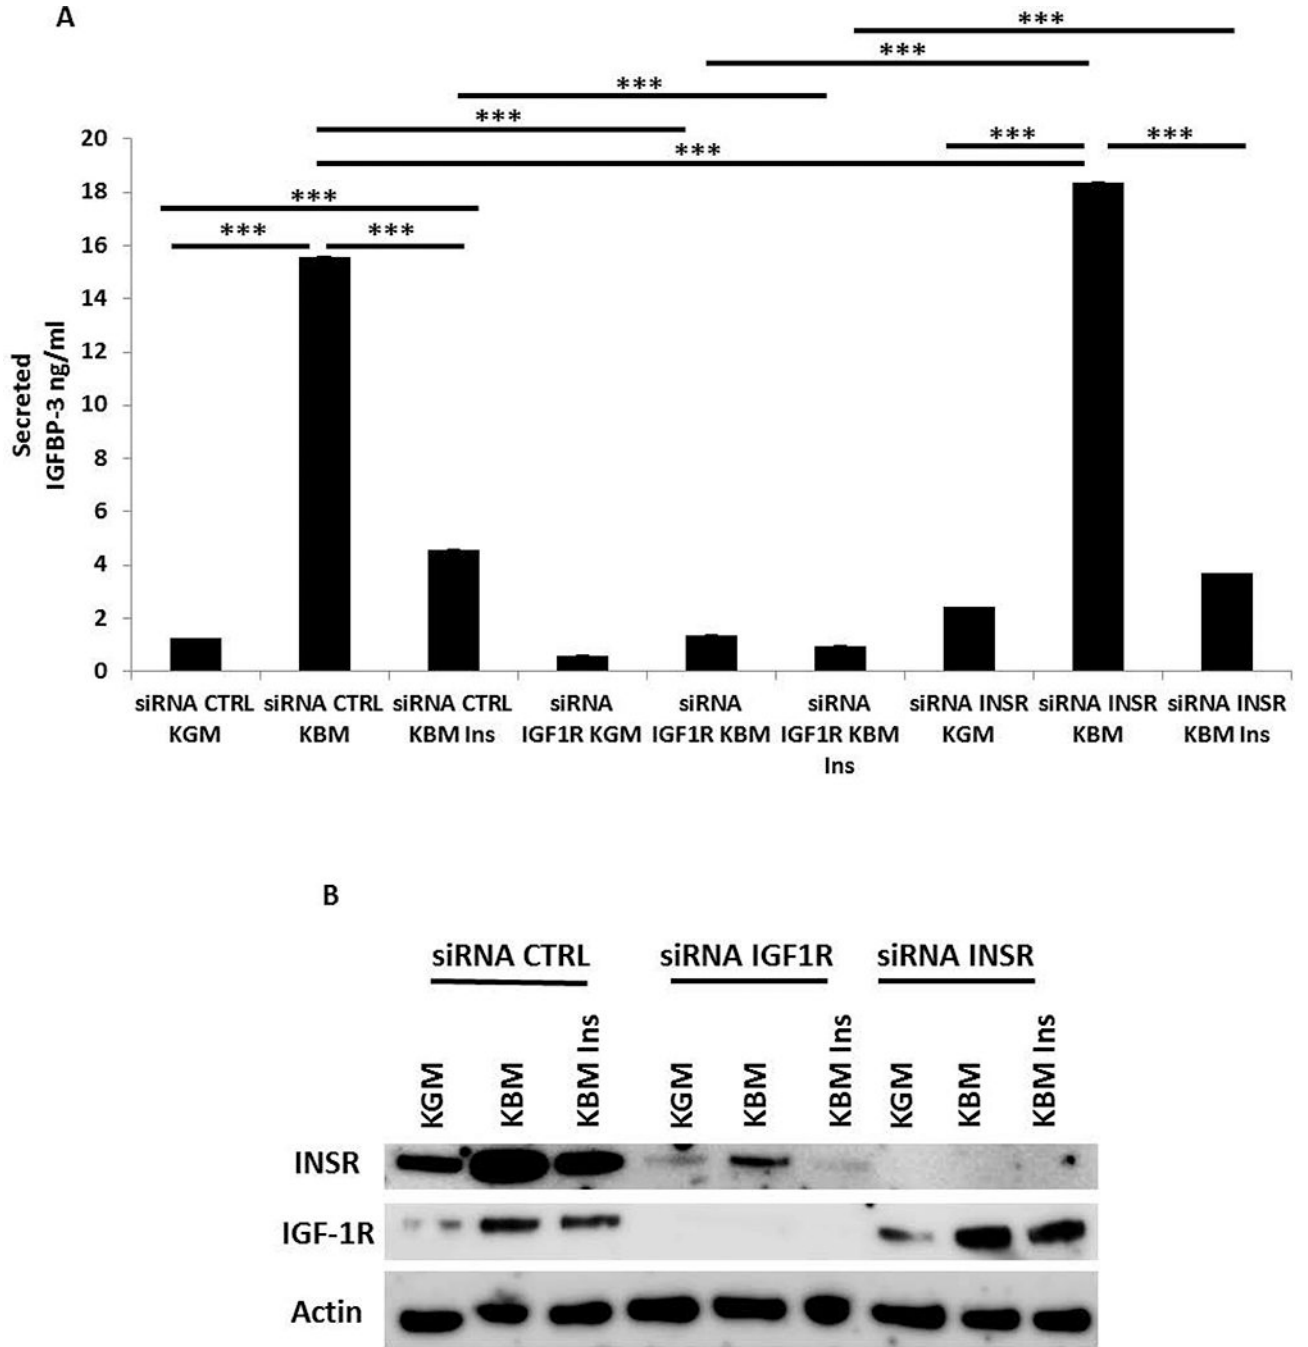 A
***
***
***
***
***
***
***
***
***
***
20
18
16
14
12
10
8
6
4
2
0
Secreted
IGFBP-3 ng/ml
siRNA CTRL
KGM
siRNA CTRL
KBM
siRNA CTRL
KBM Ins
siRNA
IGF1R KGM
siRNA
IGF1R KBM
siRNA
IGF1R KBM
Ins
siRNA INSR
KGM
siRNA INSR
KBM
siRNA INSR
KBM Ins
B
siRNA CTRL
siRNA IGF1R
siRNA INSR
KGM
KBM
KBM Ins
KGM
KBM
KBM Ins
KGM
KBM
KBM Ins
INSR
IGF-1R
Actin